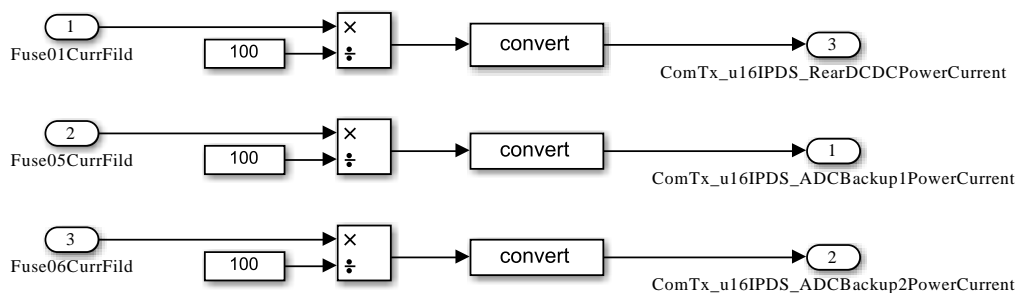 1
Fuse01CurrFild
100
×
÷
convert
3
ComTx_u16IPDS_RearDCDCPowerCurrent
2
Fuse05CurrFild
100
×
÷
convert
1
ComTx_u16IPDS_ADCBackup1PowerCurrent
3
Fuse06CurrFild
100
×
÷
convert
2
ComTx_u16IPDS_ADCBackup2PowerCurrent